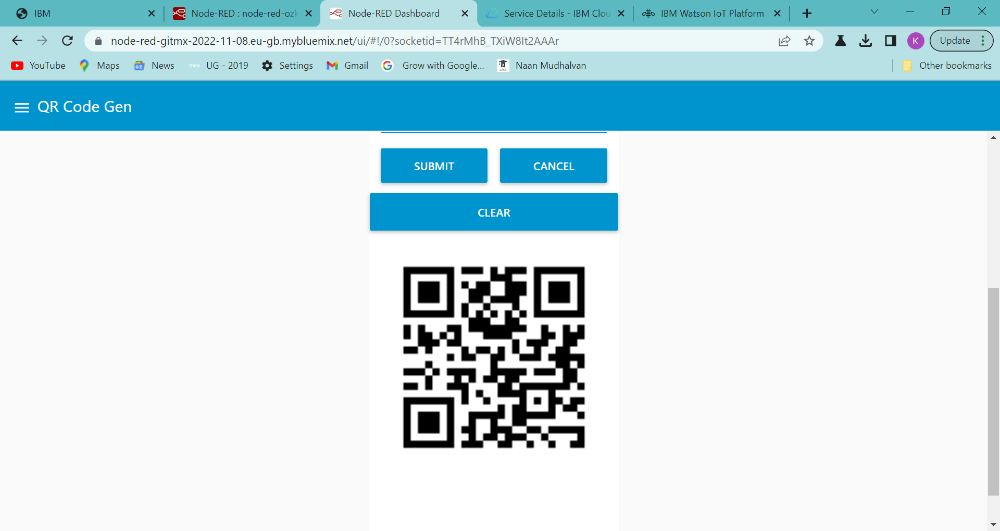 IBM
Node-RED : node-red-ozk
Node-RED Dashboard
Service Details - IBM Clou
IBM Watson IoT Platform
node-red-gitmx-2022-11-08.eu-gb.mybluemix.net/ui/#!/0?socketid=TT4rMhB_TXiW8It2AAAr
K
Update
YouTube
Maps
News
tnea
UG - 2019
Settings
Gmail
Grow with Google...
Naan Mudhalvan
Other bookmarks
QR Code Gen
SUBMIT
CANCEL
CLEAR